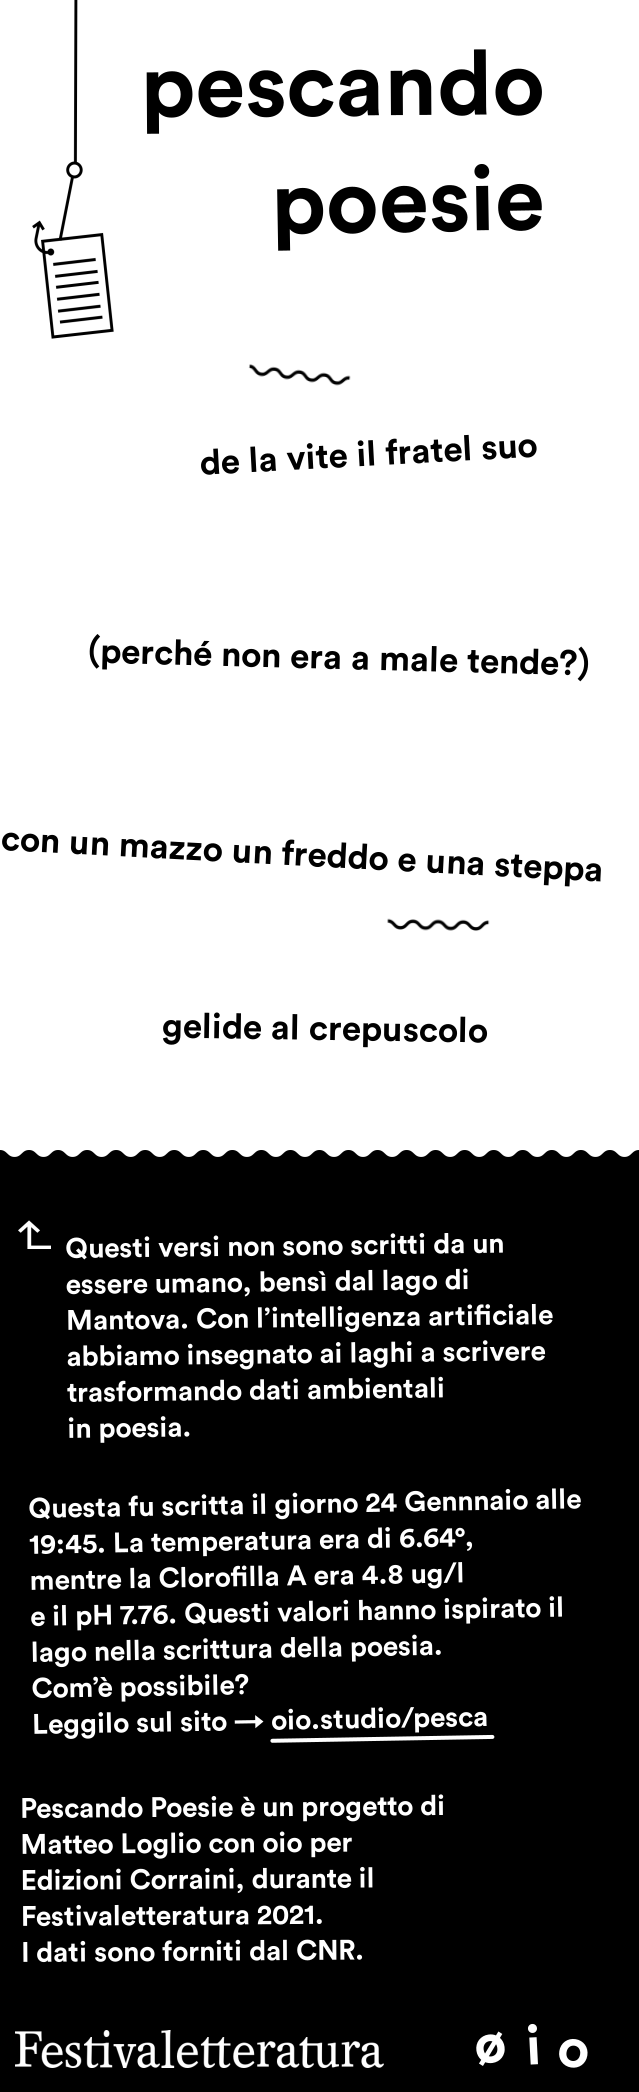 pescando
poesie
de la vite il fratel suo
(perché non era a male tende?)
con un mazzo un freddo e una steppa
gelide al crepuscolo
Questi versi non sono scritti da un
essere umano, bensì dal lago di
Mantova. Con l’intelligenza artificiale
abbiamo insegnato ai laghi a scrivere
trasformando dati ambientali
in poesia.
Questa fu scritta il giorno 24 Gennnaio alle
19:45. La temperatura era di 6.64°,
mentre la Clorofilla A era 4.8 ug/l
e il pH 7.76. Questi valori hanno ispirato il
lago nella scrittura della poesia.
Com’è possibile?
Leggilo sul sito → oio.studio/pesca
Pescando Poesie è un progetto di
Matteo Loglio con oio per
Edizioni Corraini, durante il
Festivaletteratura 2021.
I dati sono forniti dal CNR.
Festivaletteratura øio